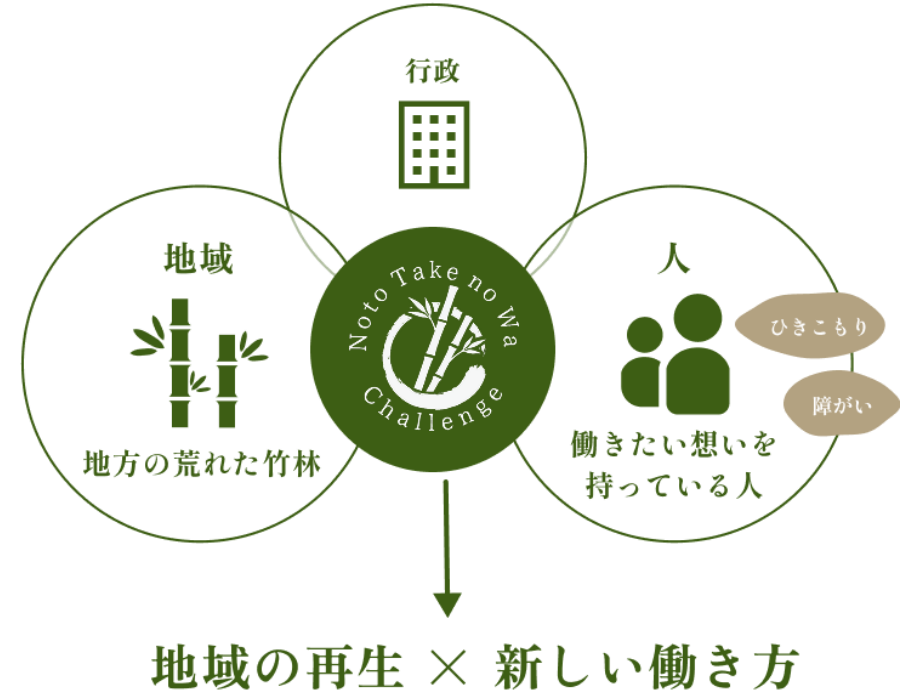 行政
地域
地方の荒れた竹林
Noto Take no Wa
Challenge
人
ひきこもり
障がい
働きたい想いを
持っている人
地域の再生 × 新しい働き方